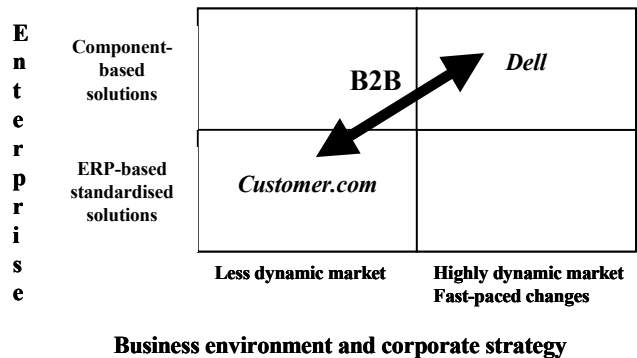 Enterprise
Component-
based
solutions
B2B
Dell
ERP-based
standardised
solutions
Customer.com
Less dynamic market
Highly dynamic market
Fast-paced changes
Business environment and corporate strategy